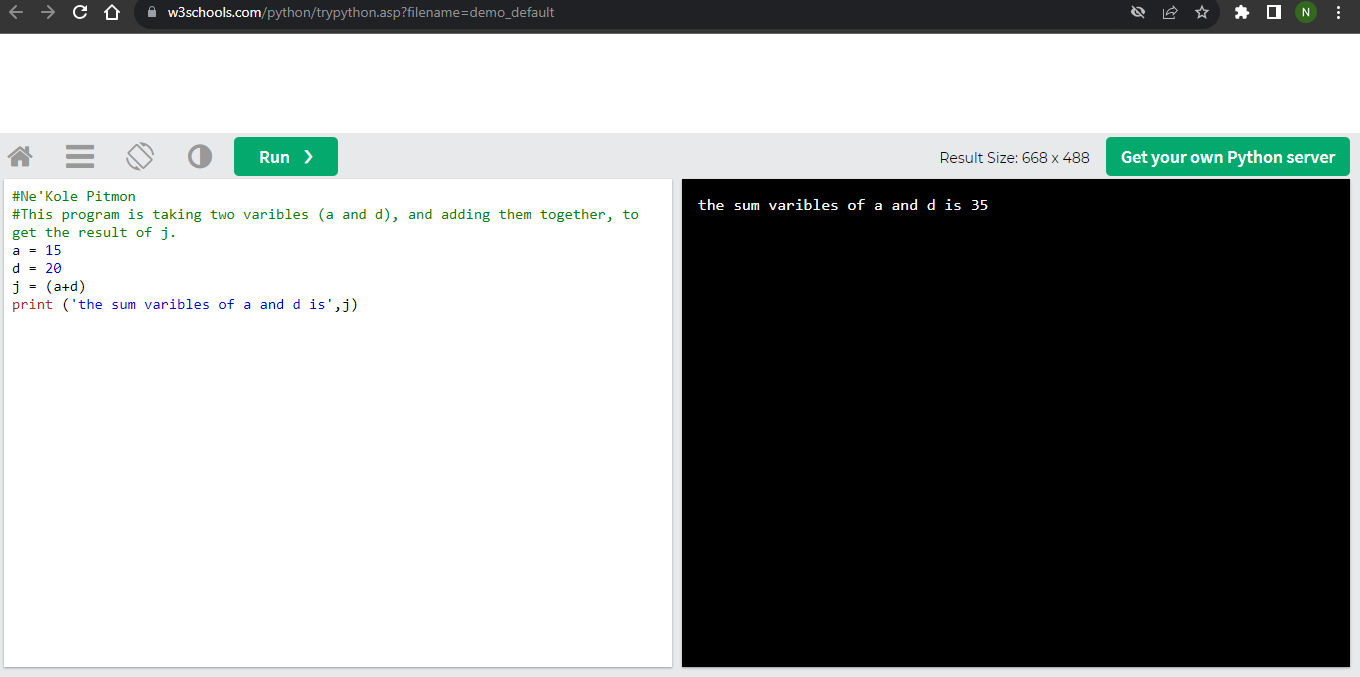 w3schools.com/python/trypython.asp?filename=demo_default
N
Run ❯
Result Size: 668 x 488
Get your own Python server
#Ne'Kole Pitmon
#This program is taking two varibles (a and d), and adding them together, to
get the result of j.
a = 15
d = 20
j = (a+d)
print ('the sum varibles of a and d is',j)
the sum varibles of a and d is 35